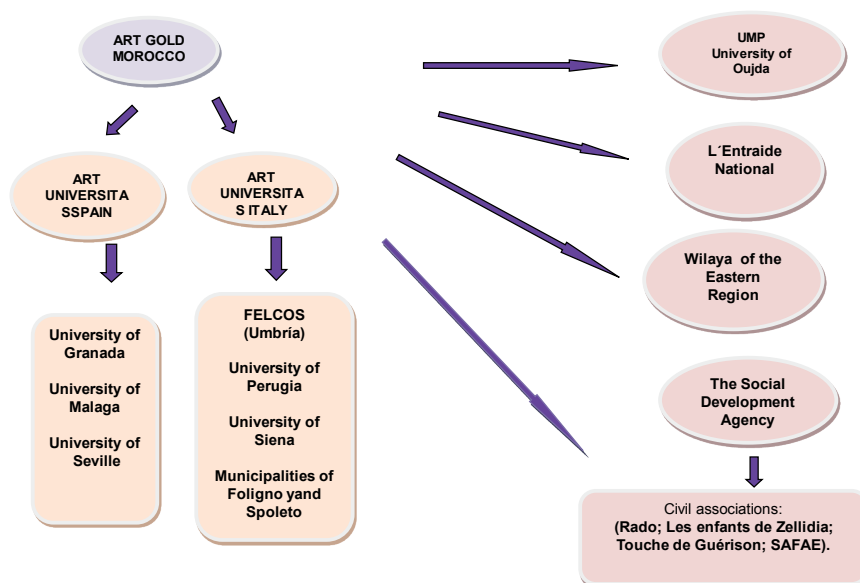 ART GOLD
MOROCCO
ART
UNIVERSITA
SSPAIN
ART
UNIVERSITA
S ITALY
University of
Granada
University of
Malaga
University of
Seville
FELCOS
(Umbría)
University of
Perugia
University of
Siena
Municipalities of
Foligno yand
Spoleto
UMP
University of
Oujda
L´Entraide
National
Wilaya of the
Eastern
Region
The Social
Development
Agency
Civil associations:
(Rado; Les enfants de Zellidia;
Touche de Guérison; SAFAE).